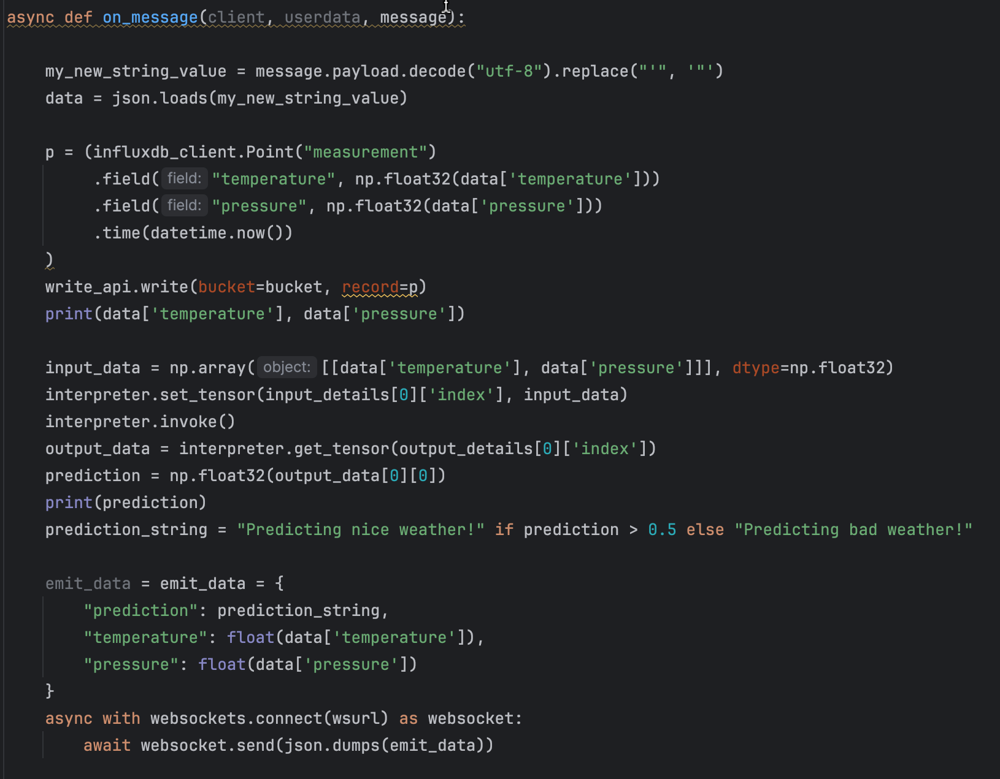 async def on_message(client, userdata, message):
my_new_string_value = message.payload.decode("utf-8").replace("'", '"')
data = json.loads(my_new_string_value)
p = (influxdb_client.Point("measurement")
.field( field: "temperature", np.float32(data['temperature']))
.field( field: "pressure", np.float32(data['pressure']))
.time(datetime.now())
)
write_api.write(bucket=bucket, record=p)
print(data['temperature'], data['pressure'])
input_data = np.array( object: [[data['temperature'], data['pressure']]], dtype=np.float32)
interpreter.set_tensor(input_details[0]['index'], input_data)
interpreter.invoke()
output_data = interpreter.get_tensor(output_details[0]['index'])
prediction = np.float32(output_data[0][0])
print(prediction)
prediction_string = "Predicting nice weather!" if prediction > 0.5 else "Predicting bad weather!"
emit_data = emit_data = {
"prediction": prediction_string,
"temperature": float(data['temperature']),
"pressure": float(data['pressure'])
}
async with websockets.connect(wsurl) as websocket:
await websocket.send(json.dumps(emit_data))